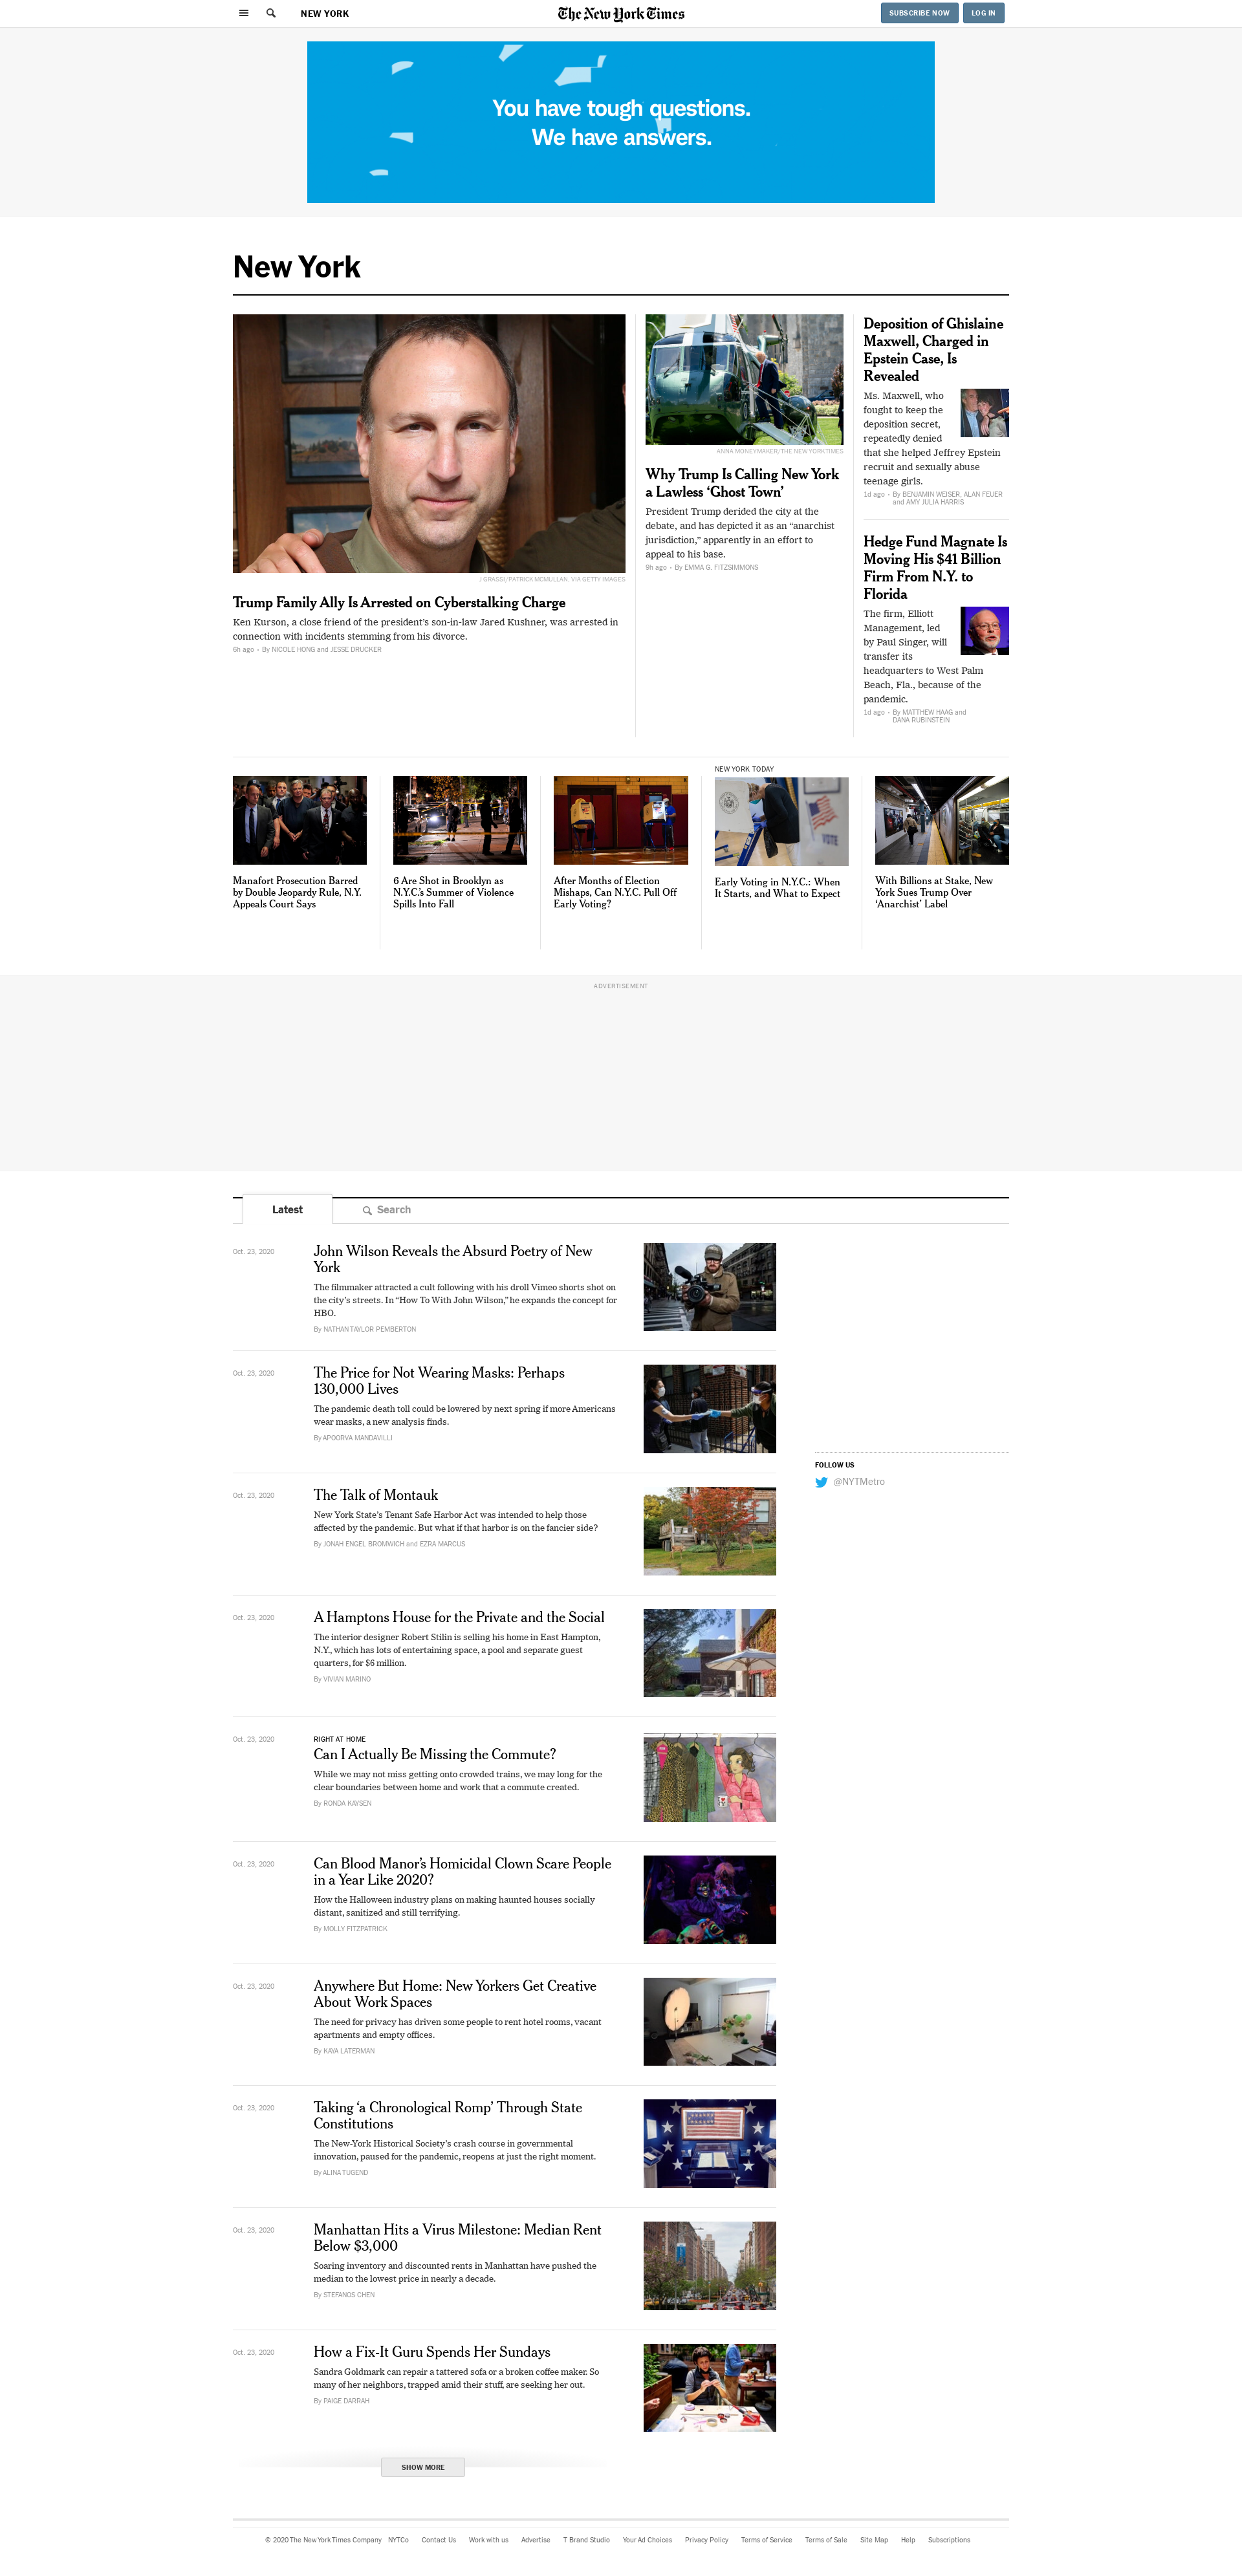 NEW YORK
The New York Times
SUBSCRIBE NOW
LOG IN
You have tough questions.
We have answers.
New York
J GRASSI/PATRICK MCMULLAN, VIA GETTY IMAGES
Trump Family Ally Is Arrested on Cyberstalking Charge
Ken Kurson, a close friend of the president's son-in-law Jared Kushner, was arrested in
connection with incidents stemming from his divorce.
6h ago - By NICOLE HONG and JESSE DRUCKER
ANNA MONEYMAKER/THE NEW YORK TIMES
Why Trump Is Calling New York
a Lawless ‘Ghost Town’
President Trump derided the city at the
debate, and has depicted it as an “anarchist
jurisdiction,” apparently in an effort to
appeal to his base.
9h ago - By EMMA G. FITZSIMMONS
Deposition of Ghislaine
Maxwell, Charged in
Epstein Case, Is
Revealed
Ms. Maxwell, who
fought to keep the
deposition secret,
repeatedly denied
that she helped Jeffrey Epstein
recruit and sexually abuse
teenage girls.
1d ago - By BENJAMIN WEISER, ALAN FEUER
and AMY JULIA HARRIS
Hedge Fund Magnate Is
Moving His $41 Billion
Firm From N.Y. to
Florida
The firm, Elliott
Management, led
by Paul Singer, will
transfer its
headquarters to West Palm
Beach, Fla., because of the
pandemic.
1d ago - By MATTHEW HAAG and
DANA RUBINSTEIN
Manafort Prosecution Barred
by Double Jeopardy Rule, N.Y.
Appeals Court Says
6 Are Shot in Brooklyn as
N.Y.C.’s Summer of Violence
Spills Into Fall
After Months of Election
Mishaps, Can N.Y.C. Pull Off
Early Voting?
NEW YORK TODAY
Early Voting in N.Y.C.: When
It Starts, and What to Expect
With Billions at Stake, New
York Sues Trump Over
‘Anarchist’ Label
ADVERTISEMENT
Latest
Search
Oct. 23, 2020
John Wilson Reveals the Absurd Poetry of New
York
The filmmaker attracted a cult following with his droll Vimeo shorts shot on
the city’s streets. In “How To With John Wilson,” he expands the concept for
HBO.
By NATHAN TAYLOR PEMBERTON
Oct. 23, 2020
The Price for Not Wearing Masks: Perhaps
130,000 Lives
The pandemic death toll could be lowered by next spring if more Americans
wear masks, a new analysis finds.
By APOORVA MANDAVILLI
FOLLOW US
@NYTMetro
Oct. 23, 2020
The Talk of Montauk
New York State’s Tenant Safe Harbor Act was intended to help those
affected by the pandemic. But what if that harbor is on the fancier side?
By JONAH ENGEL BROMWICH and EZRA MARCUS
Oct. 23, 2020
A Hamptons House for the Private and the Social
The interior designer Robert Stilin is selling his home in East Hampton,
N.Y., which has lots of entertaining space, a pool and separate guest
quarters, for $6 million.
By VIVIAN MARINO
Oct. 23, 2020
RIGHT AT HOME
Can I Actually Be Missing the Commute?
While we may not miss getting onto crowded trains, we may long for the
clear boundaries between home and work that a commute created.
By RONDA KAYSEN
Oct. 23, 2020
Can Blood Manor’s Homicidal Clown Scare People
in a Year Like 2020?
How the Halloween industry plans on making haunted houses socially
distant, sanitized and still terrifying.
By MOLLY FITZPATRICK
Oct. 23, 2020
Anywhere But Home: New Yorkers Get Creative
About Work Spaces
The need for privacy has driven some people to rent hotel rooms, vacant
apartments and empty offices.
By KAYA LATERMAN
Oct. 23, 2020
Taking ‘a Chronological Romp’ Through State
Constitutions
The New-York Historical Society’s crash course in governmental
innovation, paused for the pandemic, reopens at just the right moment.
By ALINA TUGEND
Oct. 23, 2020
Manhattan Hits a Virus Milestone: Median Rent
Below $3,000
Soaring inventory and discounted rents in Manhattan have pushed the
median to the lowest price in nearly a decade.
By STEFANOS CHEN
Oct. 23, 2020
How a Fix-It Guru Spends Her Sundays
Sandra Goldmark can repair a tattered sofa or a broken coffee maker. So
many of her neighbors, trapped amid their stuff, are seeking her out.
By PAIGE DARRAH
SHOW MORE
© 2020 The New York Times Company NYTCo Contact Us Work with us Advertise T Brand Studio Your Ad Choices Privacy Policy Terms of Service Terms of Sale Site Map Help Subscriptions